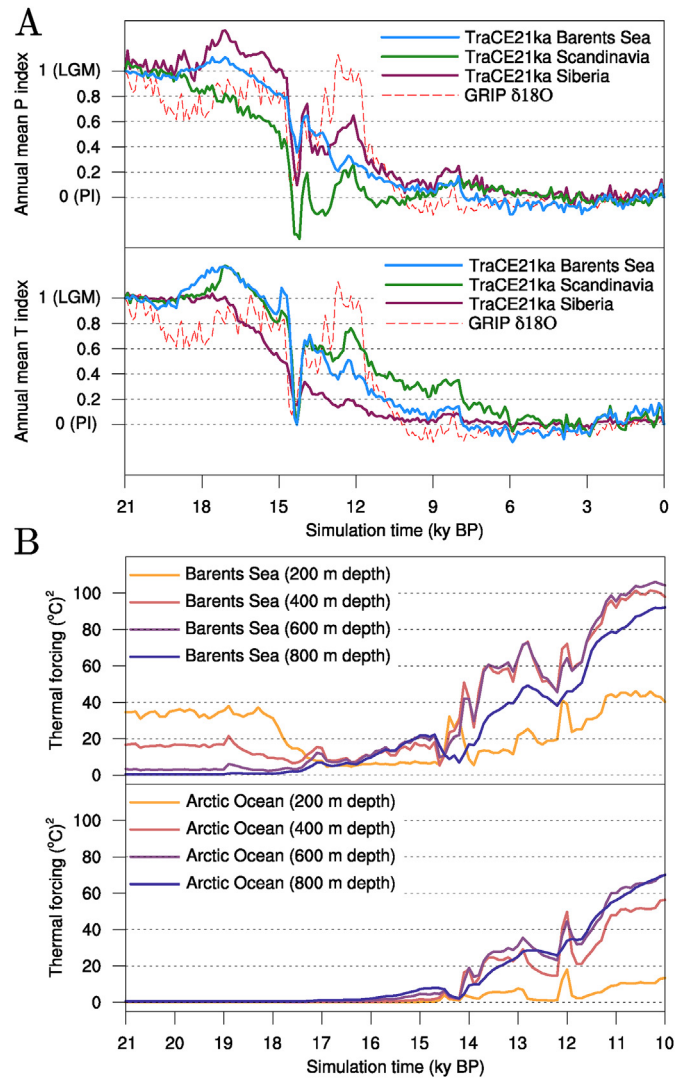 A
Annual mean P index
1 (LGM)
0.8
0.6
0.4
0.2
0 (PI)
TraCE21ka Barents Sea
TraCE21ka Scandinavia
TraCE21ka Siberia
GRIP δ18O
Annual mean T index
1 (LGM)
0.8
0.6
0.4
0.2
0 (PI)
TraCE21ka Barents Sea
TraCE21ka Scandinavia
TraCE21ka Siberia
GRIP δ18O
21 18 15 12 9 6 3 0
Simulation time (ky BP)
B
Thermal forcing (°C)²
100
80
60
40
20
0
Barents Sea (200 m depth)
Barents Sea (400 m depth)
Barents Sea (600 m depth)
Barents Sea (800 m depth)
Thermal forcing (°C)²
100
80
60
40
20
0
Arctic Ocean (200 m depth)
Arctic Ocean (400 m depth)
Arctic Ocean (600 m depth)
Arctic Ocean (800 m depth)
21 20 19 18 17 16 15 14 13 12 11 10
Simulation time (ky BP)